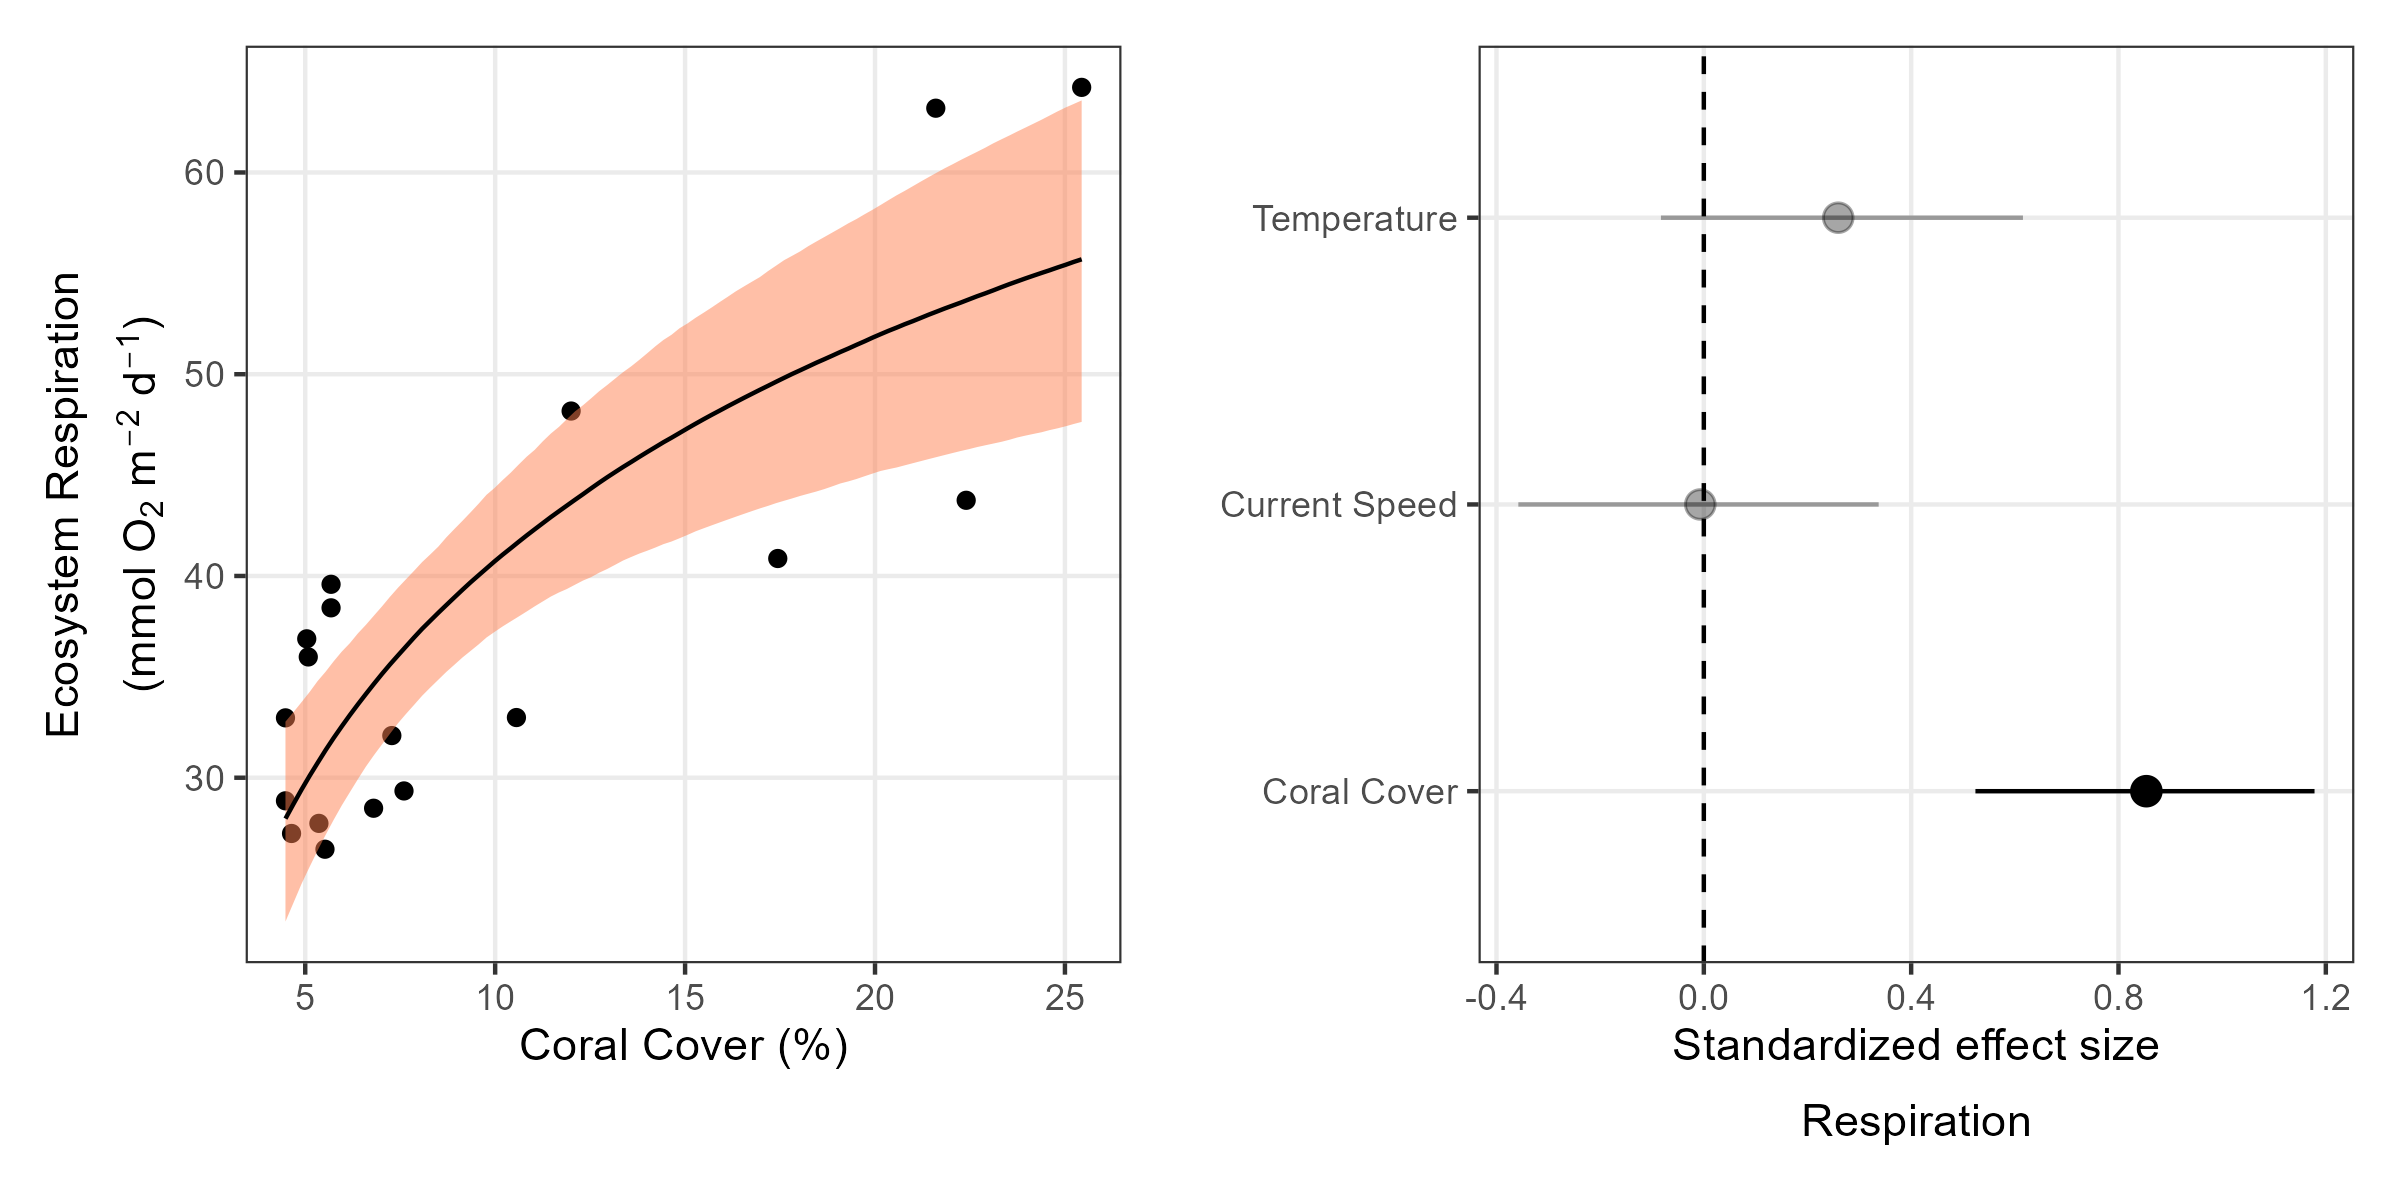 Ecosystem Respiration
(mmol O₂ m⁻² d⁻¹)
60
50
40
30
5 10 15 20 25
Coral Cover (%)
Temperature
Current Speed
Coral Cover
-0.4 0.0 0.4 0.8 1.2
Standardized effect size
Respiration